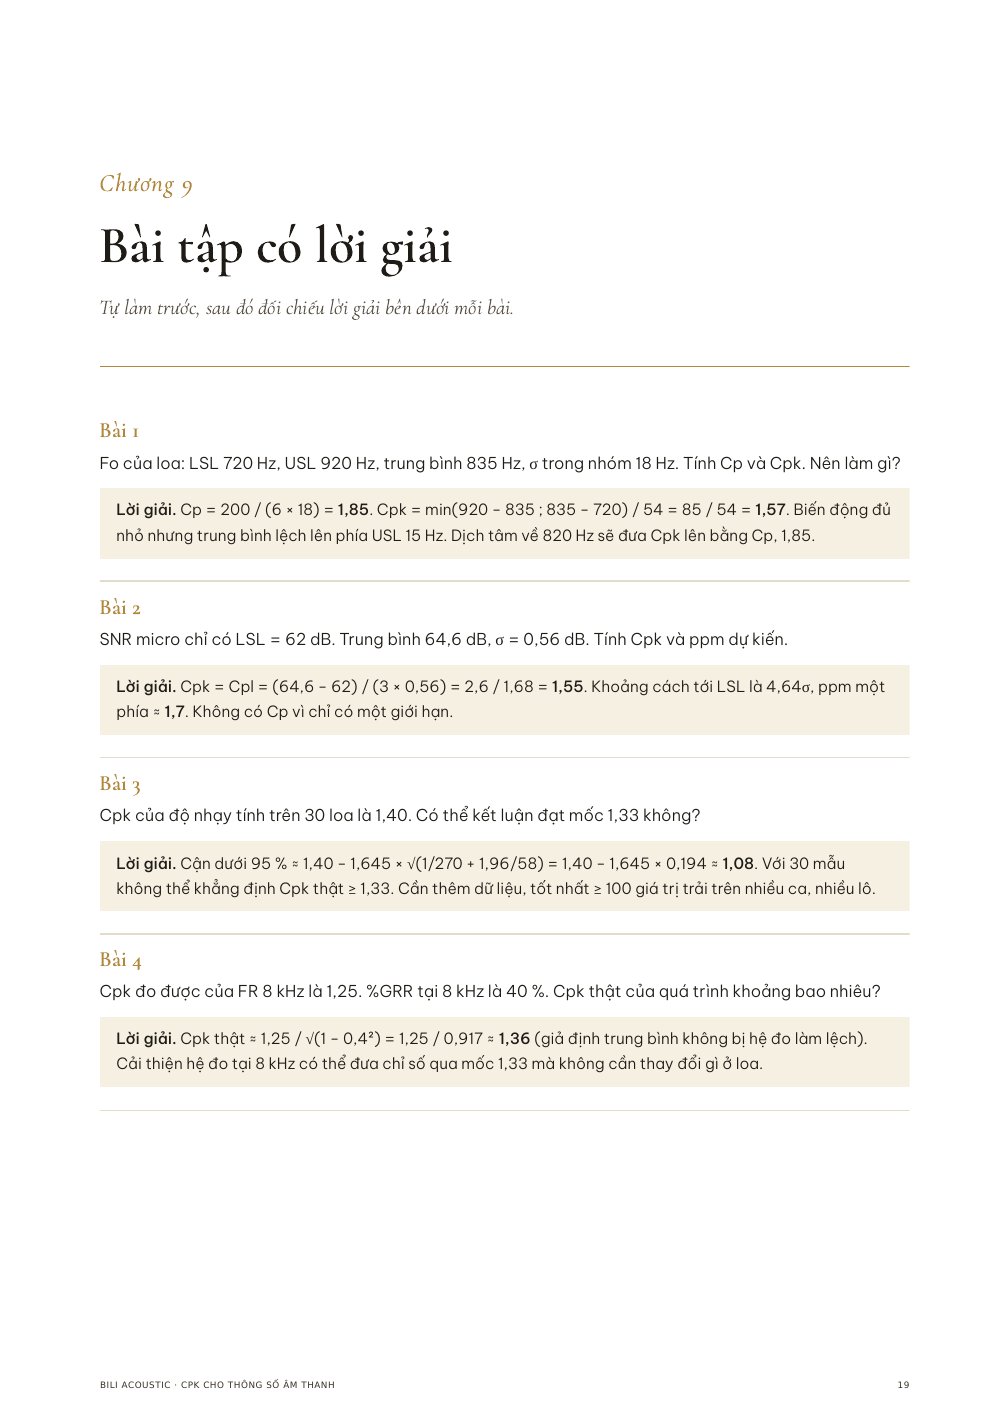 Chương 9
Bài tập có lời giải
Tự làm trước, sau đó đối chiếu lời giải bên dưới mỗi bài.
Bài 1
Fo của loa: LSL 720 Hz, USL 920 Hz, trung bình 835 Hz, σ trong nhóm 18 Hz. Tính Cp và Cpk. Nên làm gì?
Lời giải. Cp = 200 / (6 × 18) = 1,85. Cpk = min(920 − 835 ; 835 − 720) / 54 = 85 / 54 = 1,57. Biến động đủ
nhỏ nhưng trung bình lệch lên phía USL 15 Hz. Dịch tâm về 820 Hz sẽ đưa Cpk lên bằng Cp, 1,85.
Bài 2
SNR micro chỉ có LSL = 62 dB. Trung bình 64,6 dB, σ = 0,56 dB. Tính Cpk và ppm dự kiến.
Lời giải. Cpk = Cpl = (64,6 − 62) / (3 × 0,56) = 2,6 / 1,68 = 1,55. Khoảng cách tới LSL là 4,64σ, ppm một
phía ≈ 1,7. Không có Cp vì chỉ có một giới hạn.
Bài 3
Cpk của độ nhạy tính trên 30 loa là 1,40. Có thể kết luận đạt mốc 1,33 không?
Lời giải. Cận dưới 95 % ≈ 1,40 − 1,645 × √(1/270 + 1,96/58) = 1,40 − 1,645 × 0,194 ≈ 1,08. Với 30 mẫu
không thể khẳng định Cpk thật ≥ 1,33. Cần thêm dữ liệu, tốt nhất ≥ 100 giá trị trải trên nhiều ca, nhiều lô.
Bài 4
Cpk đo được của FR 8 kHz là 1,25. %GRR tại 8 kHz là 40 %. Cpk thật của quá trình khoảng bao nhiêu?
Lời giải. Cpk thật ≈ 1,25 / √(1 − 0,4²) = 1,25 / 0,917 ≈ 1,36 (giả định trung bình không bị hệ đo làm lệch).
Cải thiện hệ đo tại 8 kHz có thể đưa chỉ số qua mốc 1,33 mà không cần thay đổi gì ở loa.
BILI ACOUSTIC · CPK CHO THÔNG SỐ ÂM THANH
19